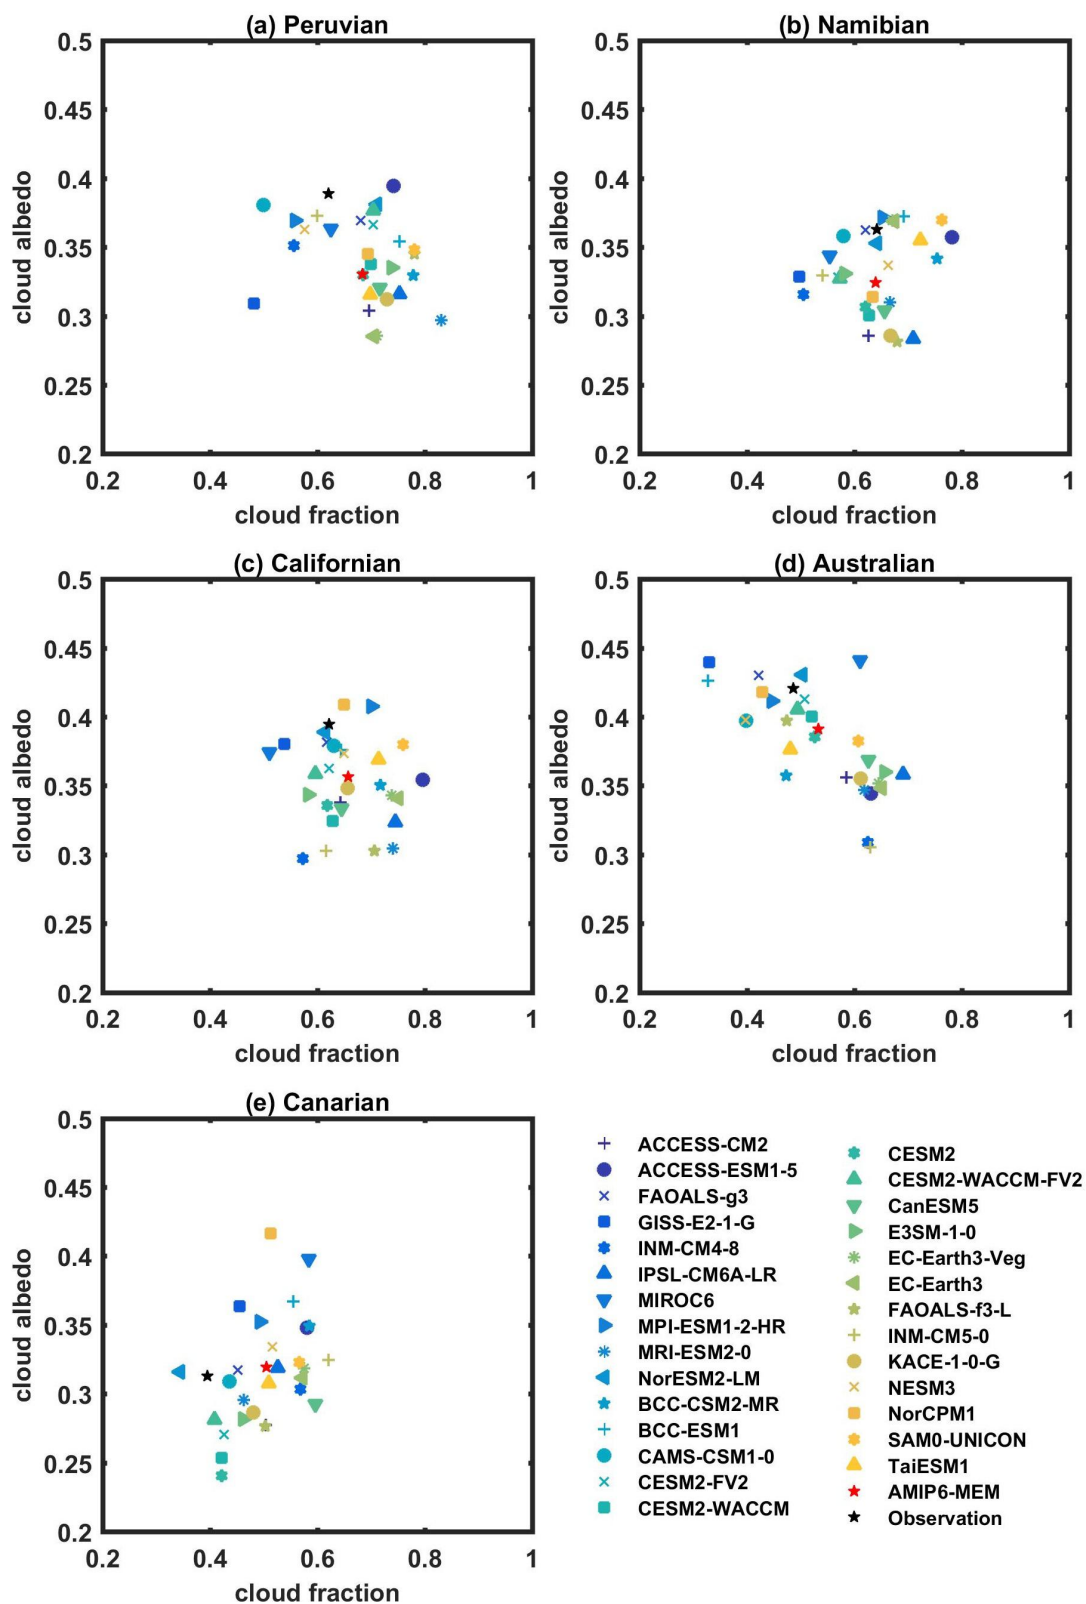 (a) Peruvian
0.5
0.45
0.4
0.35
0.3
0.25
0.2
cloud albedo
0.2 0.4 0.6 0.8 1
cloud fraction
(b) Namibian
0.5
0.45
0.4
0.35
0.3
0.25
0.2
cloud albedo
0.2 0.4 0.6 0.8 1
cloud fraction
(c) Californian
0.5
0.45
0.4
0.35
0.3
0.25
0.2
cloud albedo
0.2 0.4 0.6 0.8 1
cloud fraction
(d) Australian
0.5
0.45
0.4
0.35
0.3
0.25
0.2
cloud albedo
0.2 0.4 0.6 0.8 1
cloud fraction
(e) Canarian
0.5
0.45
0.4
0.35
0.3
0.25
0.2
cloud albedo
0.2 0.4 0.6 0.8 1
cloud fraction
ACCESS-CM2
ACCESS-ESM1-5
FAOALS-g3
GISS-E2-1-G
INM-CM4-8
IPSL-CM6A-LR
MIROC6
MPI-ESM1-2-HR
MRI-ESM2-0
NorESM2-LM
BCC-CSM2-MR
BCC-ESM1
CAMS-CSM1-0
CESM2-FV2
CESM2-WACCM
CESM2
CESM2-WACCM-FV2
CanESM5
E3SM-1-0
EC-Earth3-Veg
EC-Earth3
FAOALS-f3-L
INM-CM5-0
KACE-1-0-G
NESM3
NorCPM1
SAM0-UNICON
TaiESM1
AMIP6-MEM
Observation